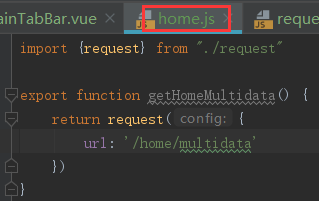 ainTabBar.vue × home.js × reque
import {request} from "./request"
export function getHomeMultidata() {
return request( config: {
url: '/home/multidata'
})
}